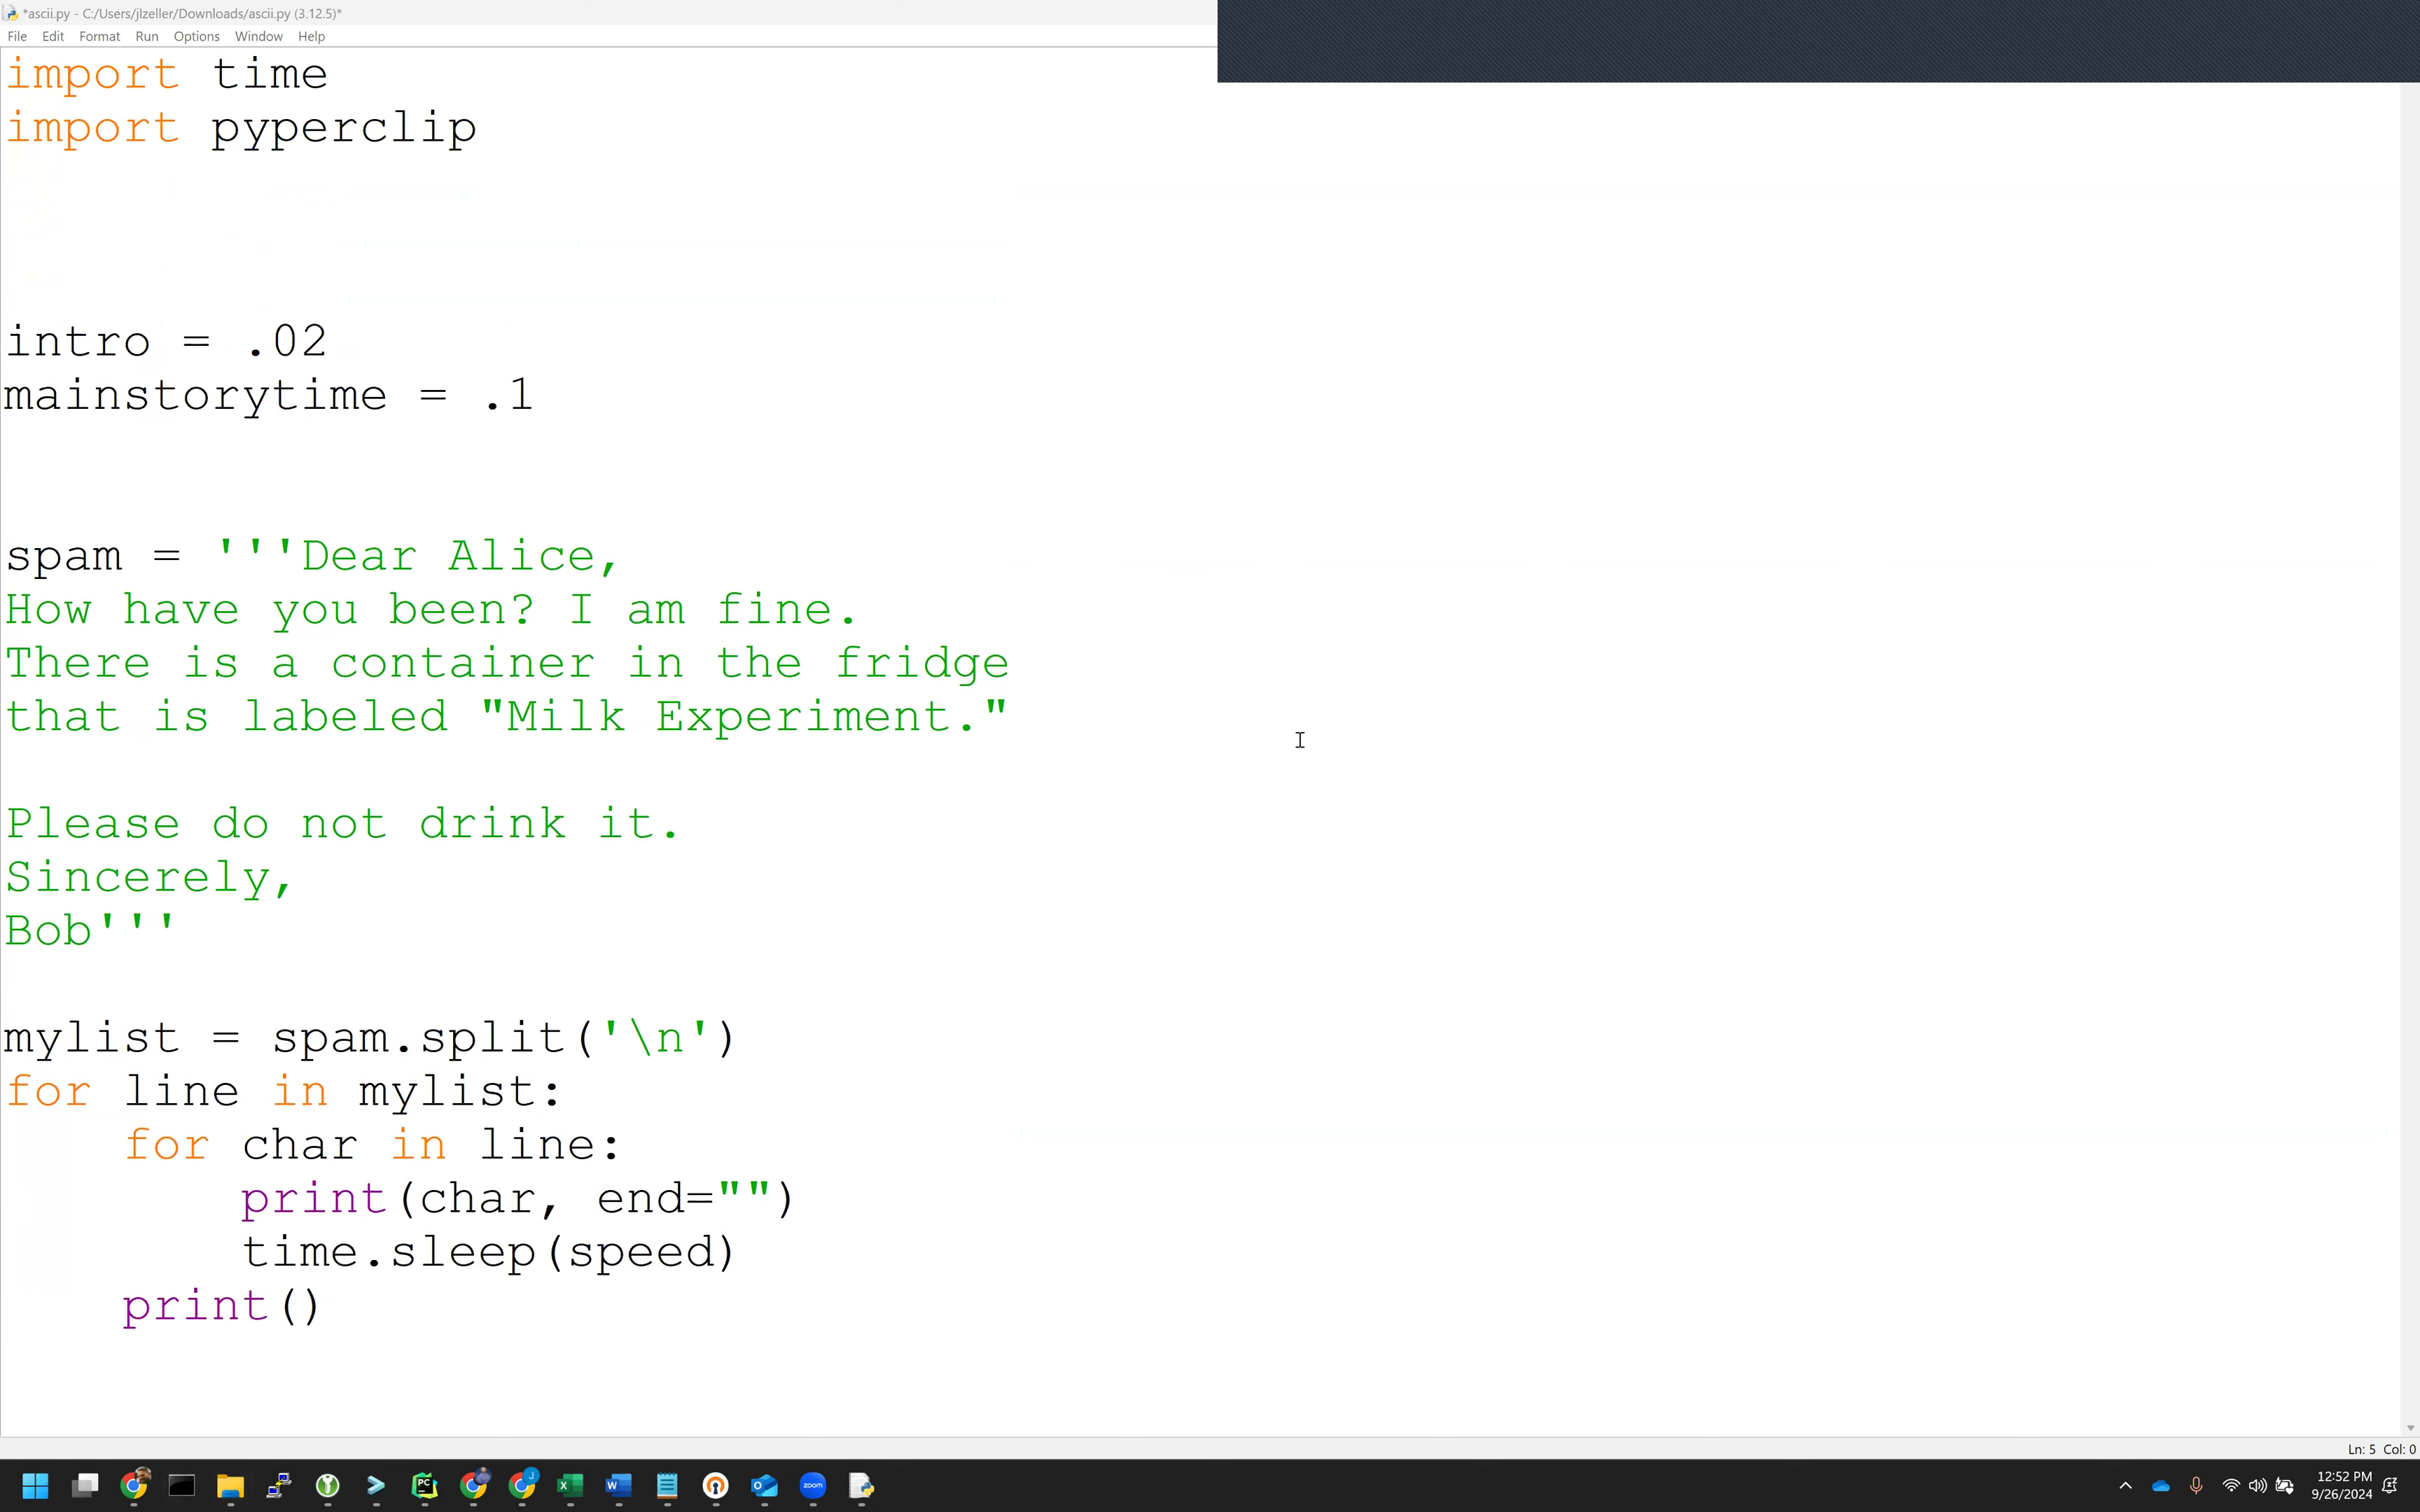 *ascii.py - C:/Users/jlzeller/Downloads/ascii.py (3.12.5)*
File Edit Format Run Options Window Help
import time
import pyperclip
intro = .02
mainstorytime = .1
spam = '''Dear Alice,
How have you been? I am fine.
There is a container in the fridge
that is labeled "Milk Experiment."
Please do not drink it.
Sincerely,
Bob'''
mylist = spam.split('\n')
for line in mylist:
    for char in line:
        print(char, end="")
        time.sleep(speed)
    print()
Ln: 5 Col: 0
PC
J
X
W
O
zoom
12:52 PM
9/26/2024